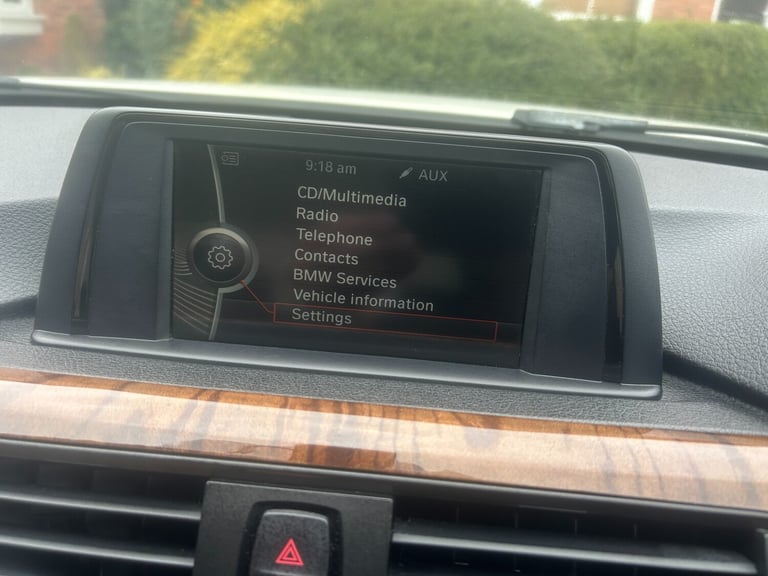 9:18 am AUX
CD/Multimedia
Radio
Telephone
Contacts
BMW Services
Vehicle information
Settings